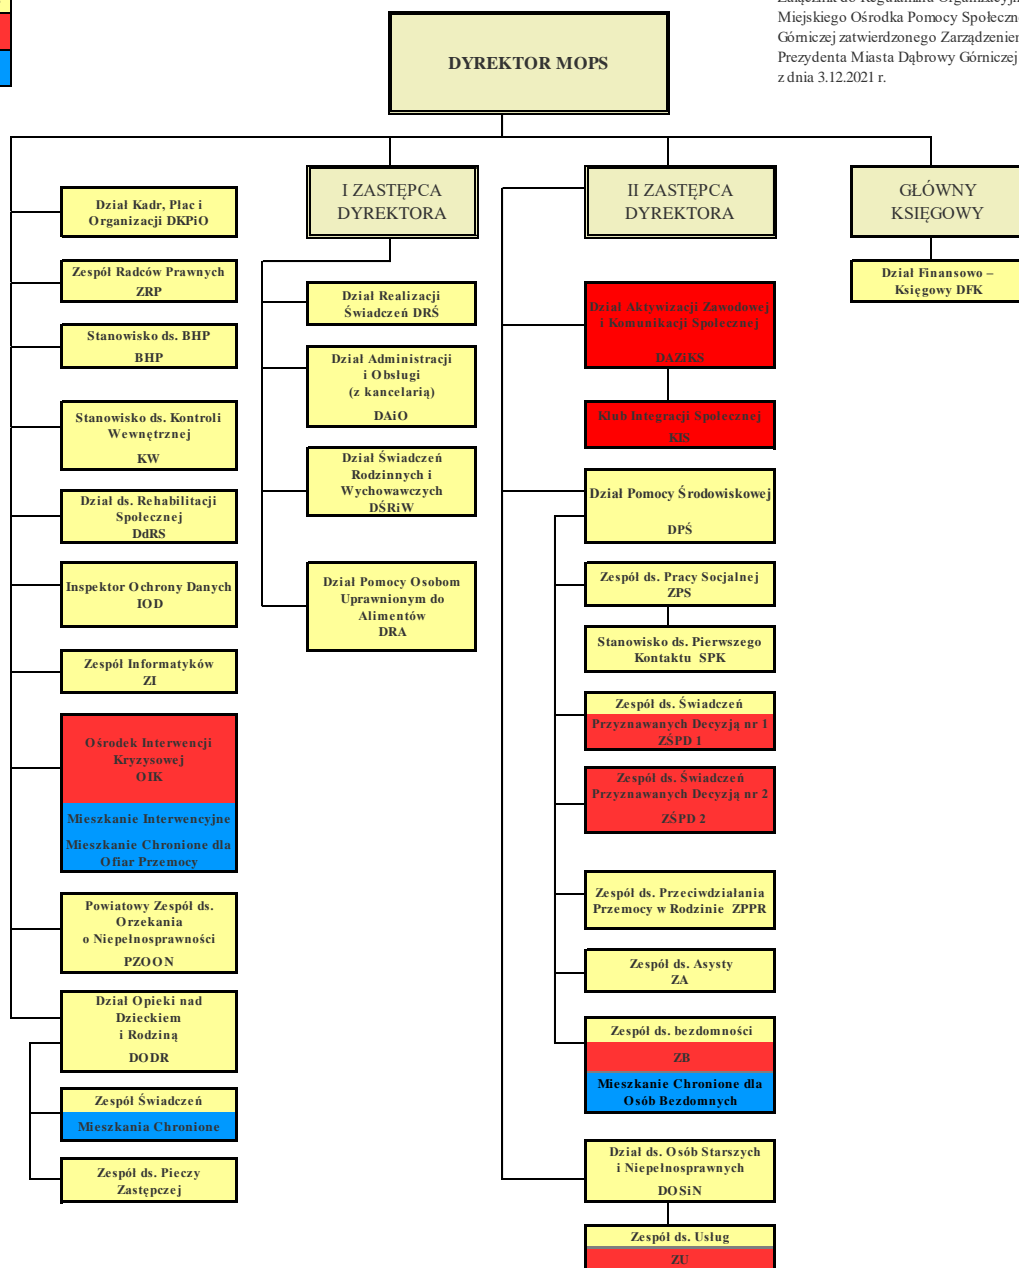 Miejskiego Ośrodka Pomocy
Górniczej zatwierdzonego
Prezydenta Miasta Dąbrowy Górniczej
z dnia 3.12.2021 r.
DYREKTOR MOPS
I ZASTĘPCA
DYREKTORA
II ZASTĘPCA
DYREKTORA
GŁÓWNY
KSIĘGOWY
Dział Kadr, Płac i
Organizacji DKPiO
Zespół Radców Prawnych
ZRP
Stanowisko ds. BHP
BHP
Stanowisko ds. Kontroli
Wewnętrznej
KW
Dział ds. Rehabilitacji
Społecznej
DdRS
Inspektor Ochrony Danych
IOD
Zespół Informatyków
ZI
Ośrodek Interwencji
Kryzysowej
OIK
Mieszkanie Interwencyjne
Mieszkanie Chronione dla
Ofiar Przemocy
Powiatowy Zespół ds.
Orzekania
o Niepełnosprawności
PZOON
Dział Opieki nad
Dzieckiem
i Rodziną
DODR
Zespół Świadczeń
Mieszkania Chronione
Zespół ds. Pieczy
Zastępczej
Dział Realizacji
Świadczeń DRŚ
Dział Administracji
i Obsługi
(z kancelarią)
DAiO
Dział Świadczeń
Rodzinnych i
Wychowawczych
DŚRiW
Dział Pomocy Osobom
Uprawnionym do
Alimentów
DRA
Dział Aktywizacji Zawodowej
i Komunikacji Społecznej
DAZiKS
Klub Integracji Społecznej
KIS
Dział Pomocy Środowiskowej
DPŚ
Zespół ds. Pracy Socjalnej
ZPS
Stanowisko ds. Pierwszego
Kontaktu SPK
Zespół ds. Świadczeń
Przyznawanych Decyzją nr 1
ZŚPD 1
Zespół ds. Świadczeń
Przyznawanych Decyzją nr 2
ZŚPD 2
Zespół ds. Przeciwdziałania
Przemocy w Rodzinie ZPPR
Zespół ds. Asysty
ZA
Zespół ds. bezdomności
ZB
Mieszkanie Chronione dla
Osób Bezdomnych
Dział ds. Osób Starszych
i Niepełnosprawnych
DOSiN
Zespół ds. Usług
ZU
Dział Finansowo –
Księgowy DFK